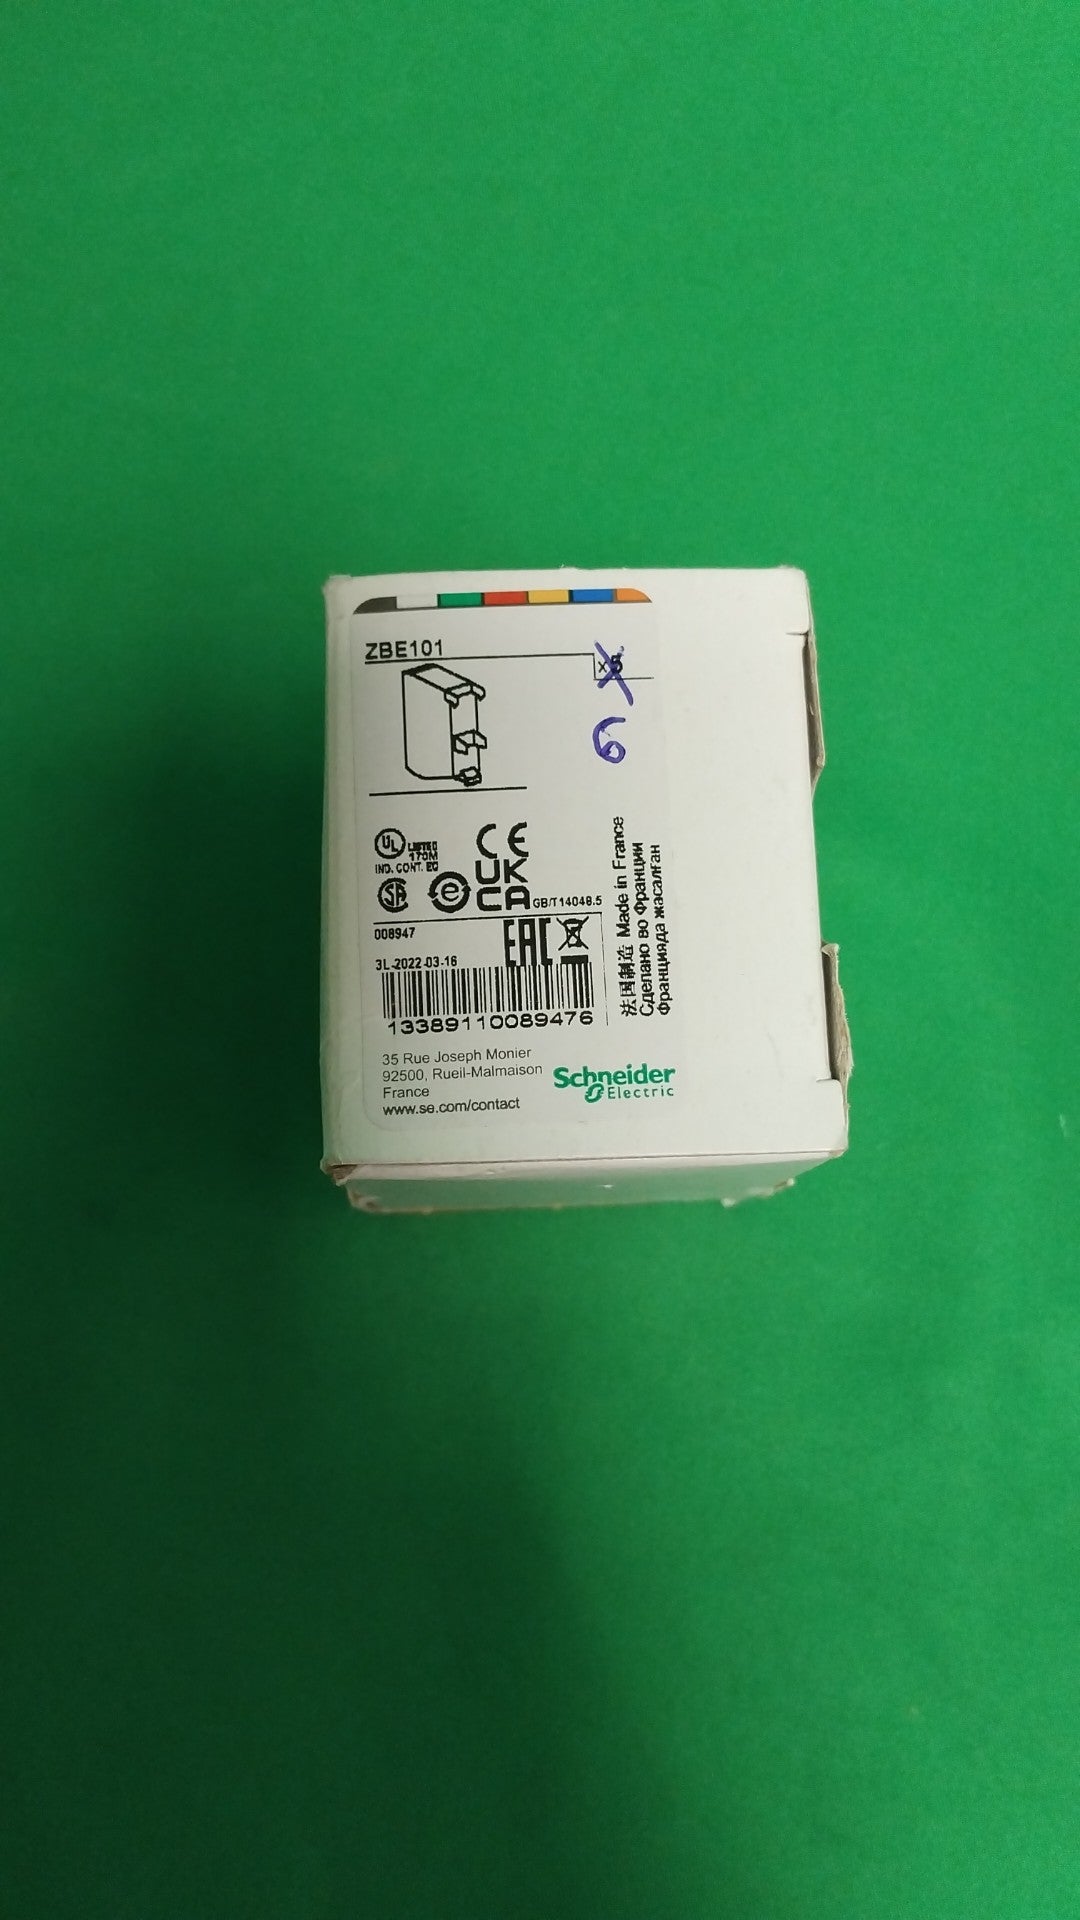 ZBE101
x5
6
UL LISTED
170M
IND. CONT. EQ
CE
UK
CA
SA
e
GB/T14048.5
008947
EAC
3L-2022-03-16
13389110089476
法国制造 Made in France
Сделано во Франции
Францияда жасалған
35 Rue Joseph Monier
92500, Rueil-Malmaison
France
www.se.com/contact
Schneider
Electric